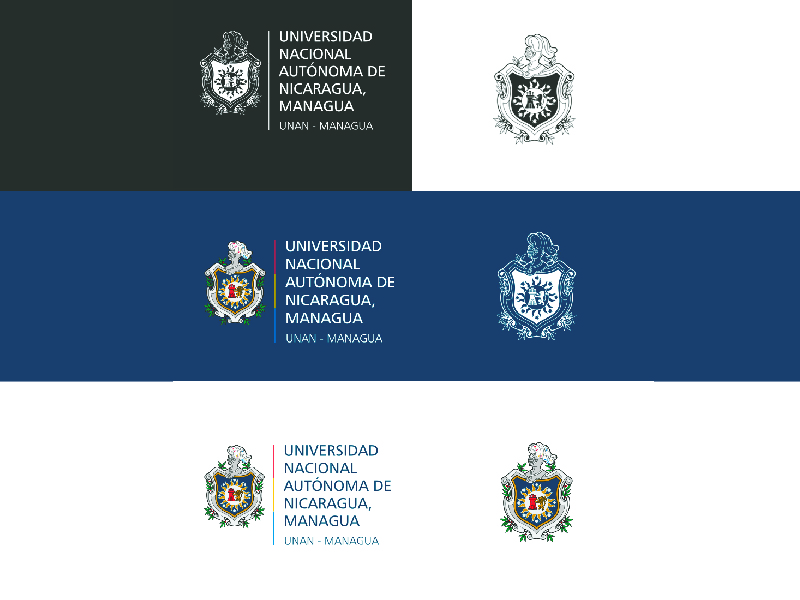 UNIVERSIDAD
NACIONAL
AUTÓNOMA DE
NICARAGUA,
MANAGUA
UNAN - MANAGUA
UNIVERSIDAD
NACIONAL
AUTÓNOMA DE
NICARAGUA,
MANAGUA
UNAN - MANAGUA
UNIVERSIDAD
NACIONAL
AUTÓNOMA DE
NICARAGUA,
MANAGUA
UNAN - MANAGUA